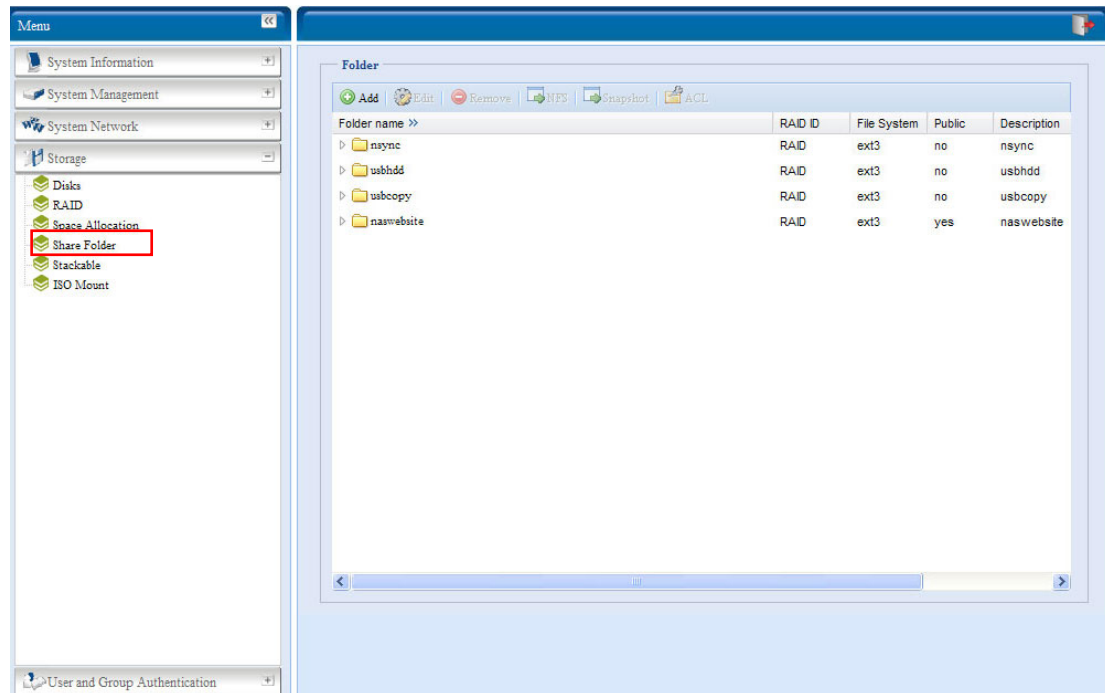 Menu
System Information
System Management
System Network
Storage
Disks
RAID
Space Allocation
Share Folder
Stackable
ISO Mount
User and Group Authentication
Folder
Add Edit Remove NFS Snapshot ACL
Folder name RAID ID File System Public Description
nsync RAID ext3 no nsync
usbhdd RAID ext3 no usbhdd
usbcopy RAID ext3 no usbcopy
naswebsite RAID ext3 yes naswebsite